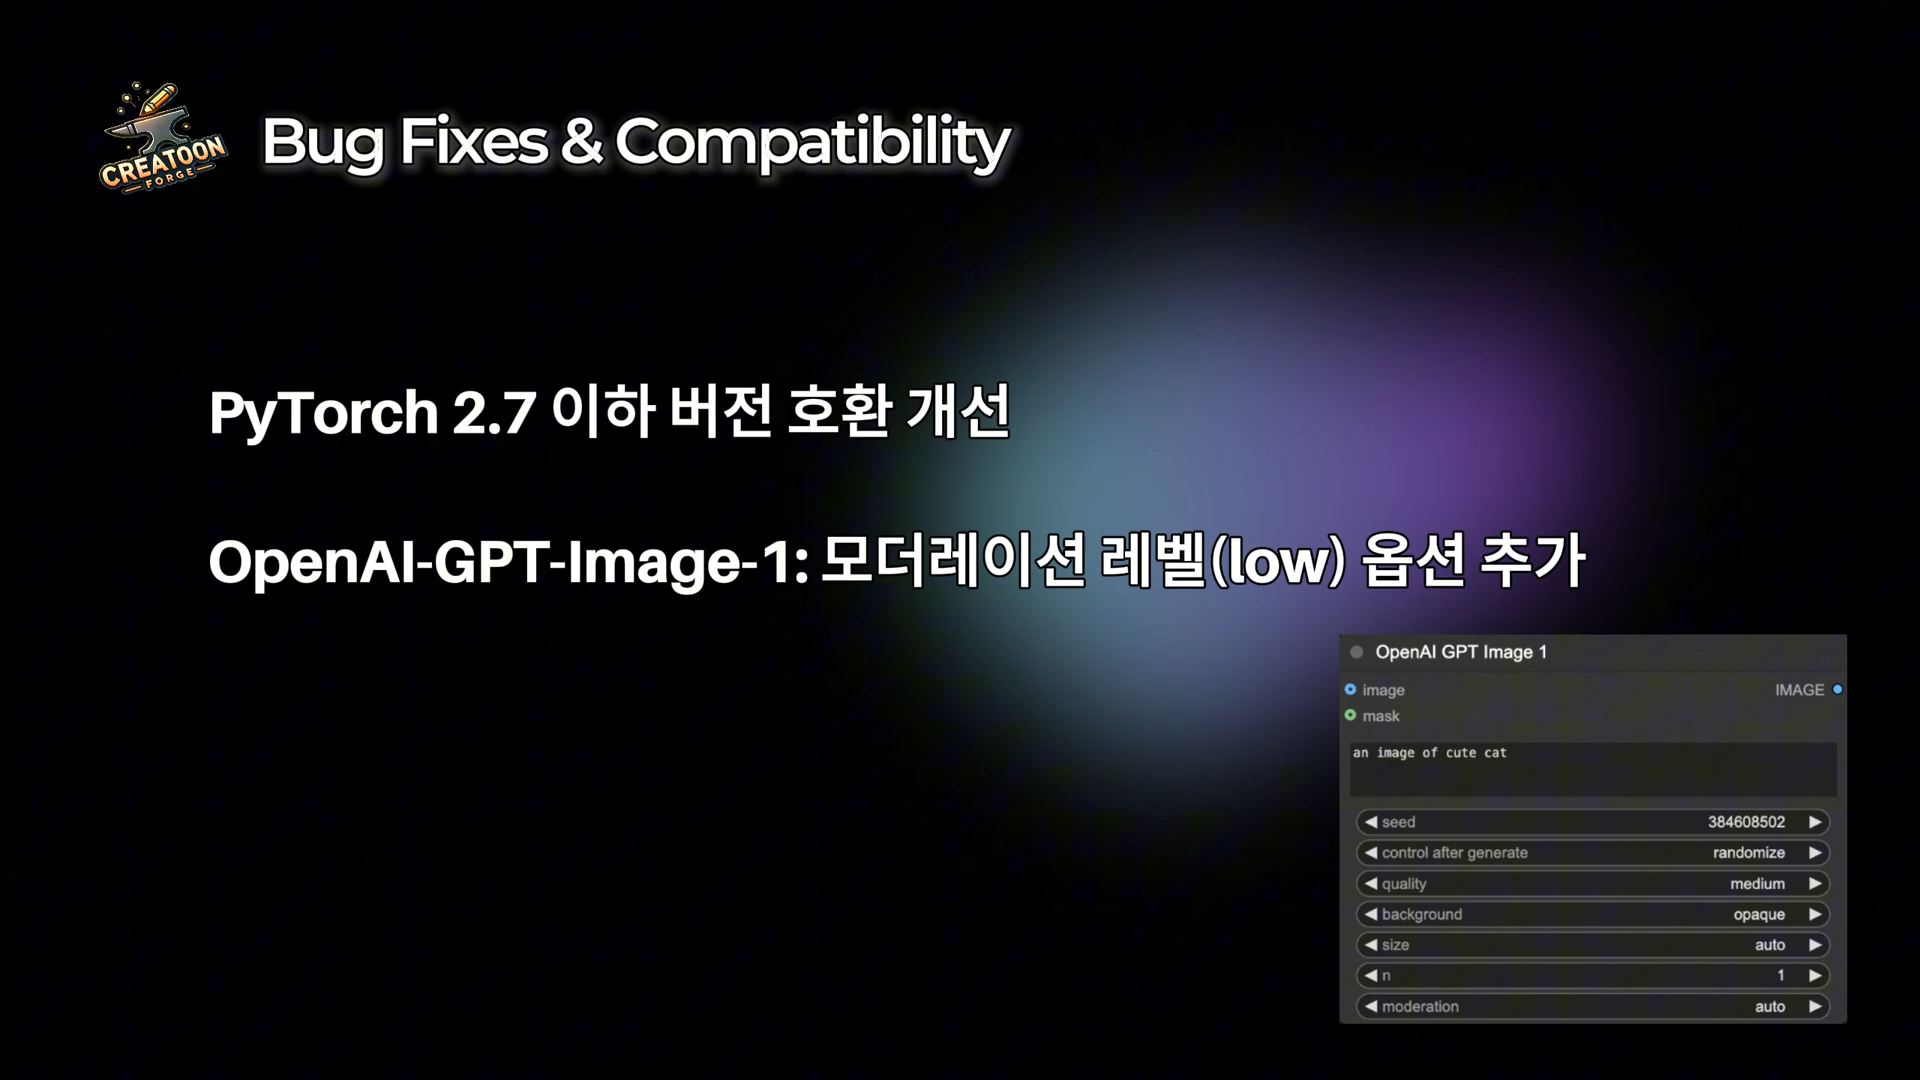 CREATOON
FORGE
Bug Fixes & Compatibility
PyTorch 2.7 이하 버전 호환 개선
OpenAI-GPT-Image-1: 모더레이션 레벨(low) 옵션 추가
OpenAI GPT Image 1
image IMAGE
mask
an image of cute cat
seed 384608502
control after generate randomize
quality medium
background opaque
size auto
n 1
moderation auto